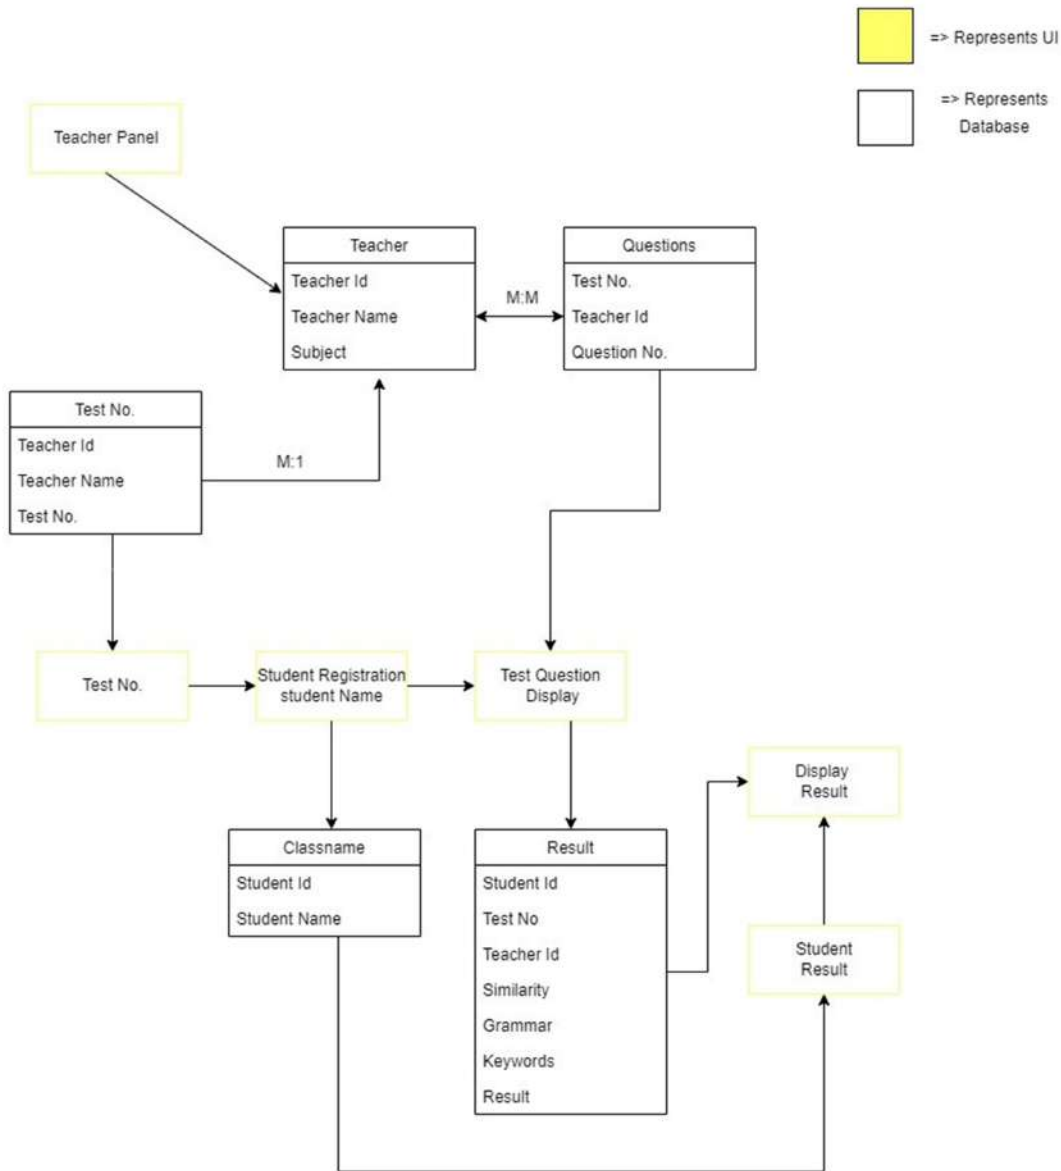 => Represents UI
=> Represents
Database
Teacher Panel
Teacher
Teacher Id
Teacher Name
Subject
M:M
Questions
Test No.
Teacher Id
Question No.
Test No.
Teacher Id
Teacher Name
Test No.
M:1
Test No.
Student Registration
student Name
Test Question
Display
Display
Result
Classname
Student Id
Student Name
Result
Student Id
Test No
Teacher Id
Similarity
Grammar
Keywords
Result
Student
Result